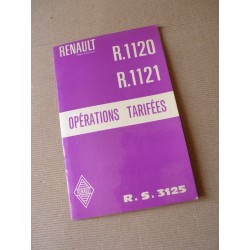 RENAULT
R.1120
R.1121
OPÉRATIONS TARIFÉES
R. S. 3125